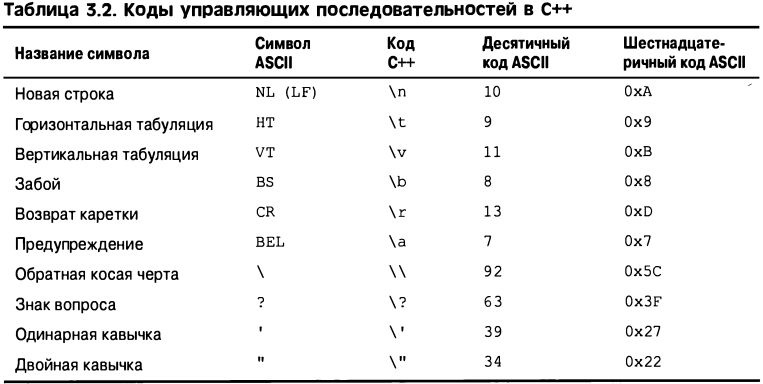 Таблица 3.2. Коды управляющих последовательностей в C++
Название символа Символ ASCII Код C++ Десятичный код ASCII Шестнадцате-ричный код ASCII
Новая строка NL (LF) \n 10 0xA
Горизонтальная табуляция HT \t 9 0x9
Вертикальная табуляция VT \v 11 0xB
Забой BS \b 8 0x8
Возврат каретки CR \r 13 0xD
Предупреждение BEL \a 7 0x7
Обратная косая черта \ \\ 92 0x5C
Знак вопроса ? \? 63 0x3F
Одинарная кавычка ' \' 39 0x27
Двойная кавычка " \" 34 0x22